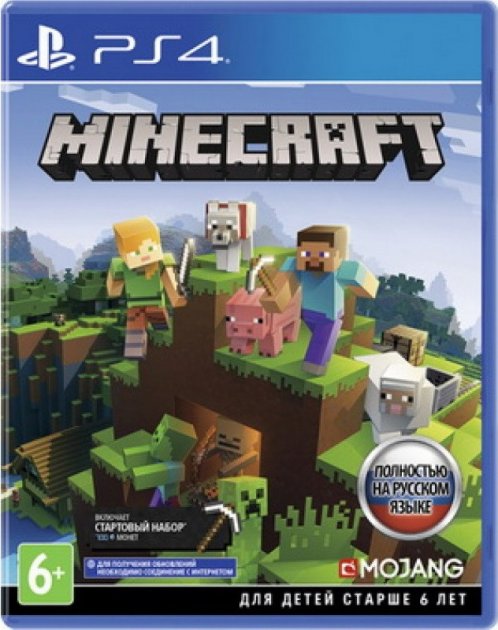 PS4
MINECRAFT
ПОЛНОСТЬЮ
НА РУССКОМ
ЯЗЫКЕ
ВКЛЮЧАЕТ
СТАРТОВЫЙ НАБОР*
МОНЕТ
ДЛЯ ПОЛУЧЕНИЯ ОБНОВЛЕНИЙ
НЕОБХОДИМО СОЕДИНЕНИЕ С ИНТЕРНЕТОМ
6+
MOJANG
ДЛЯ ДЕТЕЙ СТАРШЕ 6 ЛЕТ